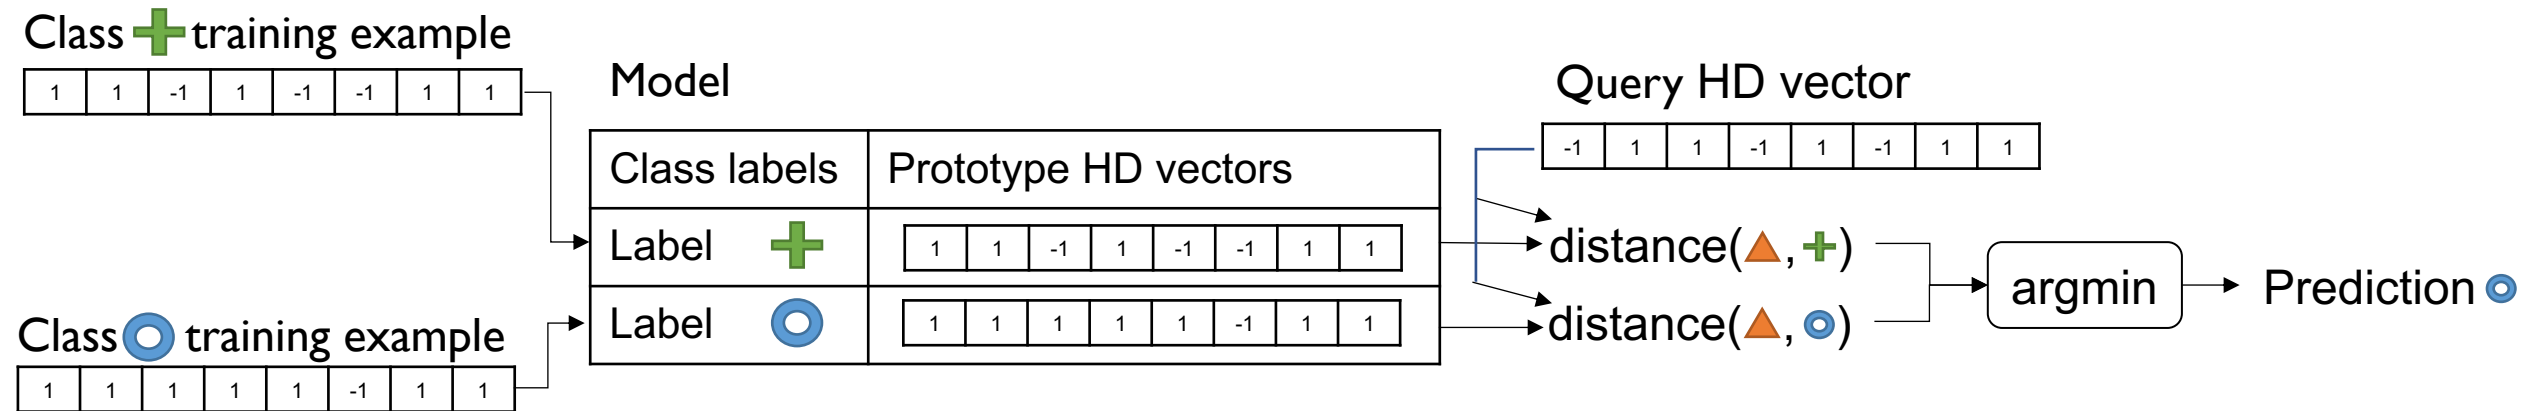 Class training example
1 1 -1 1 -1 -1 1 1
Class training example
1 1 1 1 1 -1 1 1
Model
Class labels Prototype HD vectors
Label 1 1 -1 1 -1 -1 1 1
Label 1 1 1 1 1 -1 1 1
Query HD vector
-1 1 1 -1 1 -1 1 1
distance( , )
distance( , )
argmin
Prediction